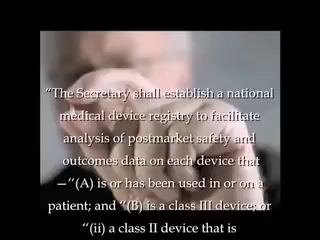 “The Secretary shall establish a national
medical device registry to facilitate
analysis of postmarket safety and
outcomes data on each device that
—‘‘(A) is or has been used in or on a
patient; and ‘‘(B) is a class III device; or
‘‘(ii) a class II device that is